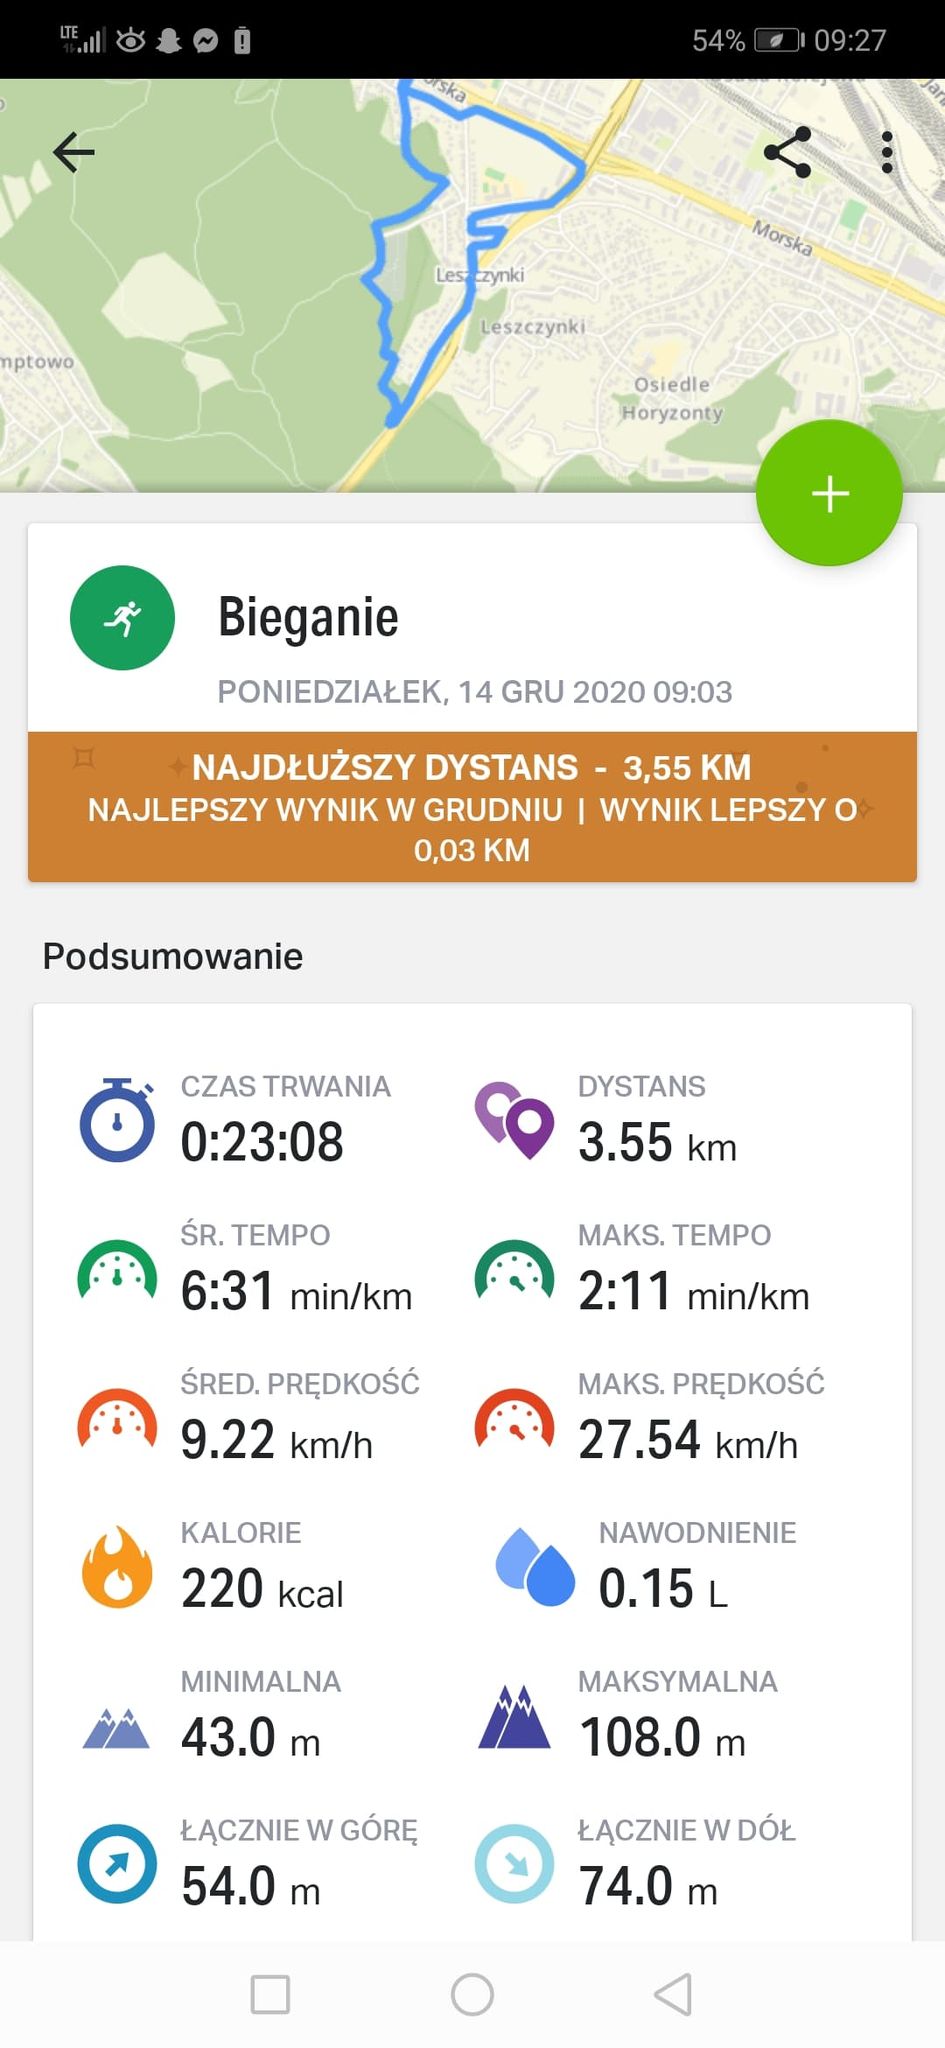 LTE
54% 09:27
Morska
Leszczynki
Leszczynki
Osiedle
Horyzonty
Bieganie
PONIEDZIAŁEK, 14 GRU 2020 09:03
NAJDŁUŻSZY DYSTANS - 3,55 KM
NAJLEPSZY WYNIK W GRUDNIU | WYNIK LEPSZY O
0,03 KM
Podsumowanie
CZAS TRWANIA
0:23:08
DYSTANS
3.55 km
ŚR. TEMPO
6:31 min/km
MAKS. TEMPO
2:11 min/km
ŚRED. PRĘDKOŚĆ
9.22 km/h
MAKS. PRĘDKOŚĆ
27.54 km/h
KALORIE
220 kcal
NAWODNIENIE
0.15 L
MINIMALNA
43.0 m
MAKSYMALNA
108.0 m
ŁĄCZNIE W GÓRĘ
54.0 m
ŁĄCZNIE W DÓŁ
74.0 m